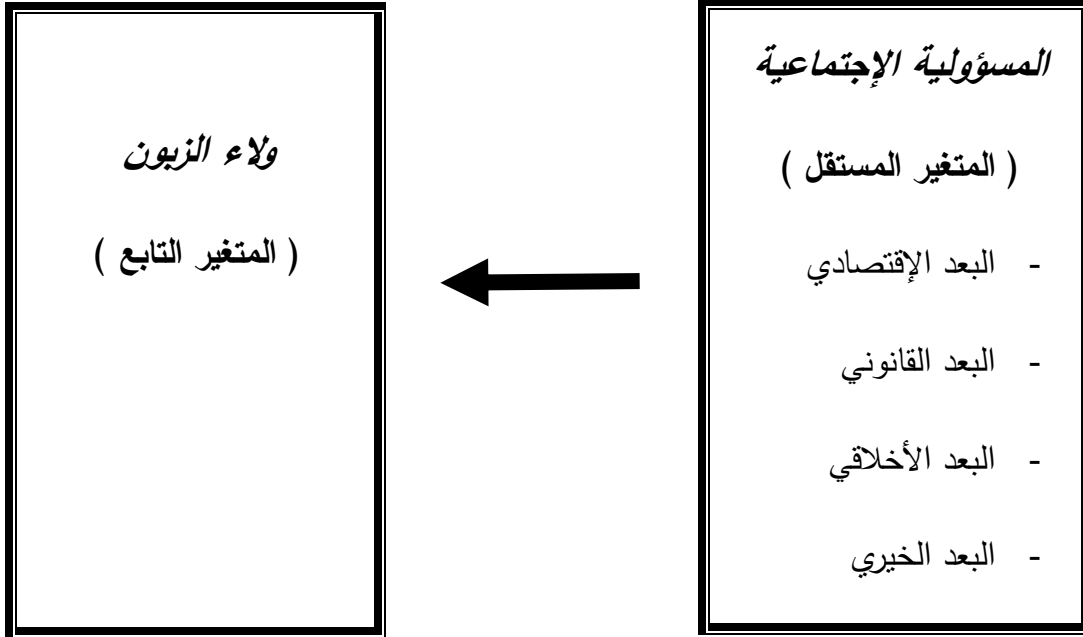 المسؤولية الإجتماعية
( المتغير المستقل )
- البعد الإقتصادي
- البعد القانوني
- البعد الأخلاقي
- البعد الخيري
ولاء الزبون
( المتغير التابع )